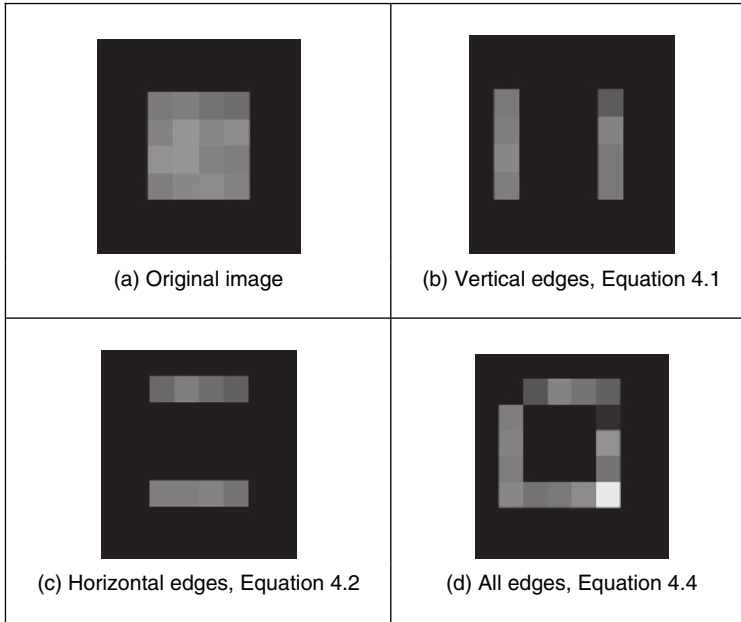 (a) Original image
(b) Vertical edges, Equation 4.1
(c) Horizontal edges, Equation 4.2
(d) All edges, Equation 4.4